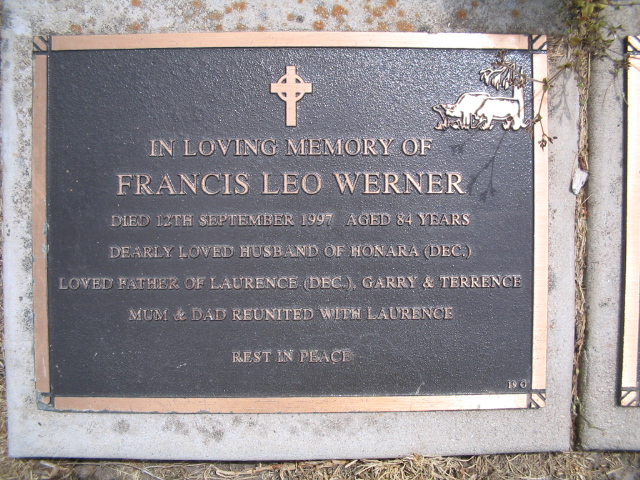 IN LOVING MEMORY OF
FRANCIS LEO WERNER
DIED 12TH SEPTEMBER 1997 AGED 84 YEARS
DEARLY LOVED HUSBAND OF HONARA (DEC.)
LOVED FATHER OF LAURENCE (DEC.), GARRY & TERRENCE
MUM & DAD REUNITED WITH LAURENCE
REST IN PEACE